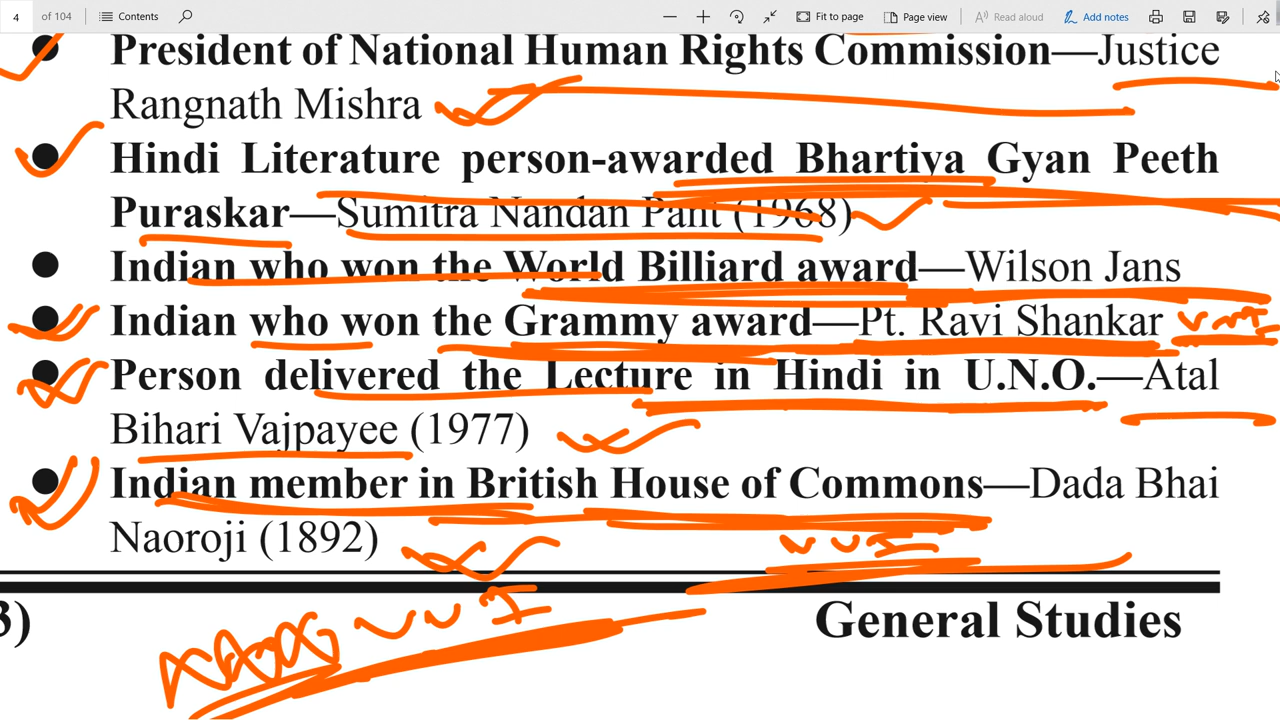 4 of 104 Contents Fit to page Page view Read aloud Add notes
President of National Human Rights Commission—Justice
Rangnath Mishra
Hindi Literature person-awarded Bhartiya Gyan Peeth
Puraskar—Sumitra Nandan Pant (1968)
Indian who won the World Billiard award—Wilson Jans
Indian who won the Grammy award—Pt. Ravi Shankar
Person delivered the Lecture in Hindi in U.N.O.—Atal
Bihari Vajpayee (1977)
Indian member in British House of Commons—Dada Bhai
Naoroji (1892)
VVI
VVI
3) General Studies